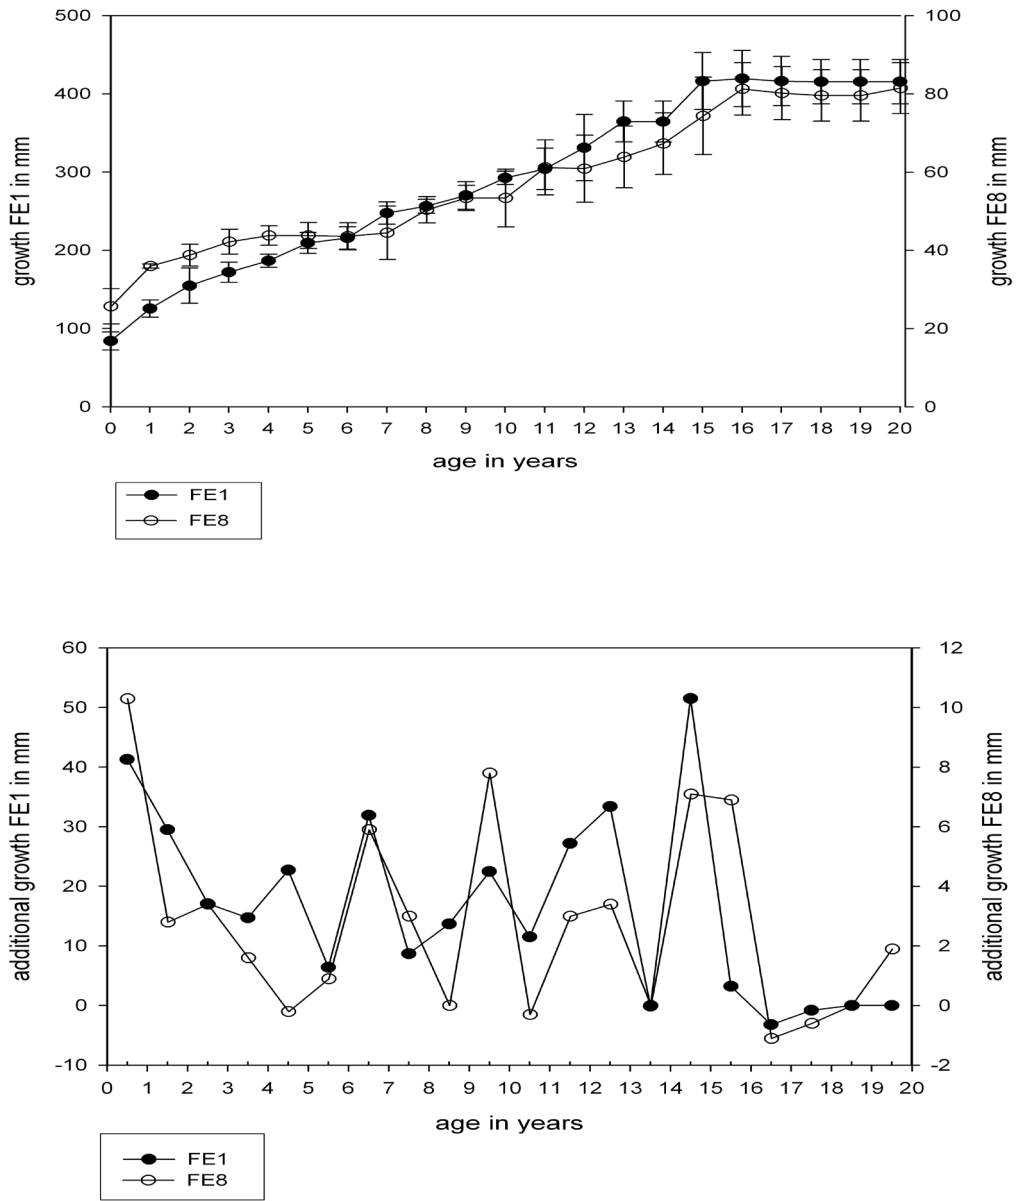 500
400
300
200
100
0
growth FE1 in mm
100
80
60
40
20
0
growth FE8 in mm
0 1 2 3 4 5 6 7 8 9 10 11 12 13 14 15 16 17 18 19 20
age in years
FE1
FE8
60
50
40
30
20
10
0
-10
additional growth FE1 in mm
12
10
8
6
4
2
0
-2
additional growth FE8 in mm
0 1 2 3 4 5 6 7 8 9 10 11 12 13 14 15 16 17 18 19 20
age in years
FE1
FE8